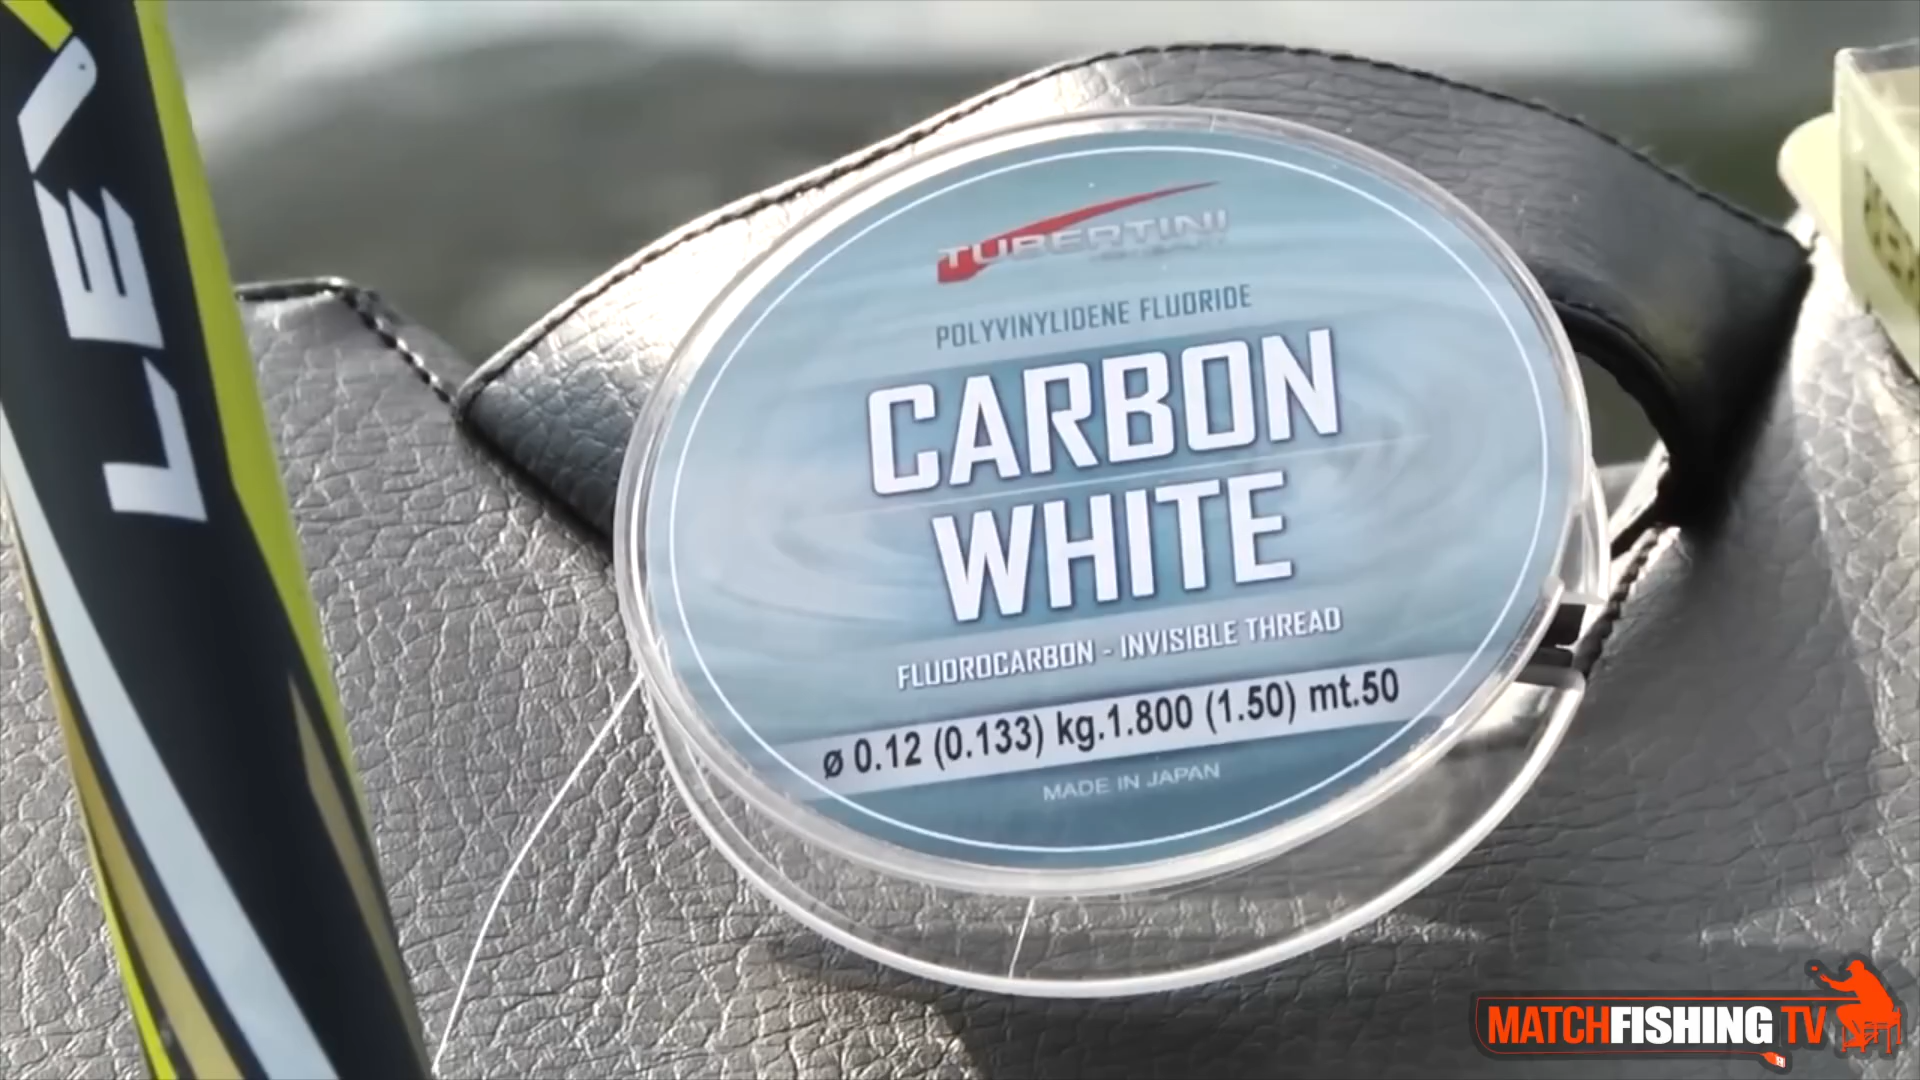 LEV
TUBERTINI
POLYVINYLIDENE FLUORIDE
CARBON
WHITE
FLUOROCARBON - INVISIBLE THREAD
ø 0.12 (0.133) kg.1.800 (1.50) mt.50
MADE IN JAPAN
MATCHFISHING TV